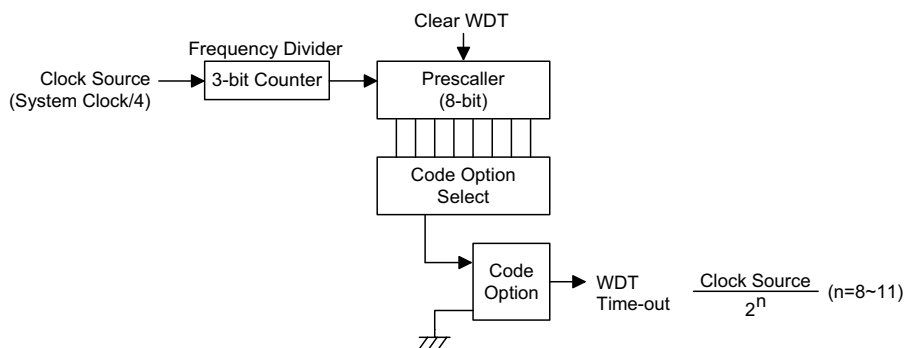 Clear WDT
Frequency Divider
Clock Source
(System Clock/4)
3-bit Counter
Prescaller
(8-bit)
Code Option
Select
Code
Option
WDT
Time-out
Clock Source
2^n
(n=8~11)